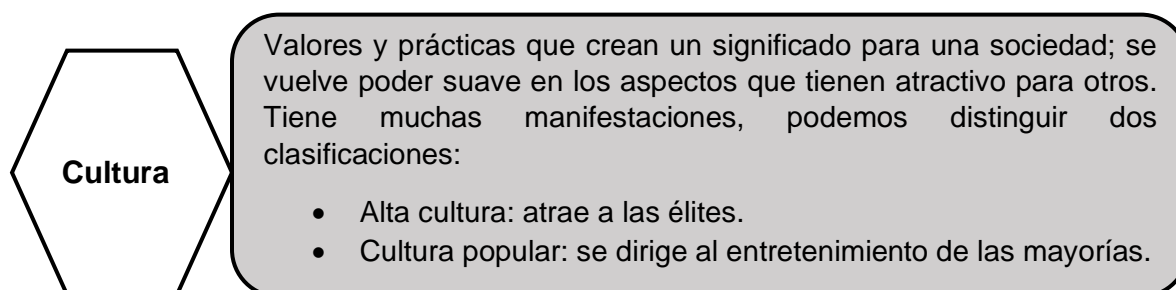 Cultura
Valores y prácticas que crean un significado para una sociedad; se
vuelve poder suave en los aspectos que tienen atractivo para otros.
Tiene muchas manifestaciones, podemos distinguir dos
clasificaciones:
• Alta cultura: atrae a las élites.
• Cultura popular: se dirige al entretenimiento de las mayorías.